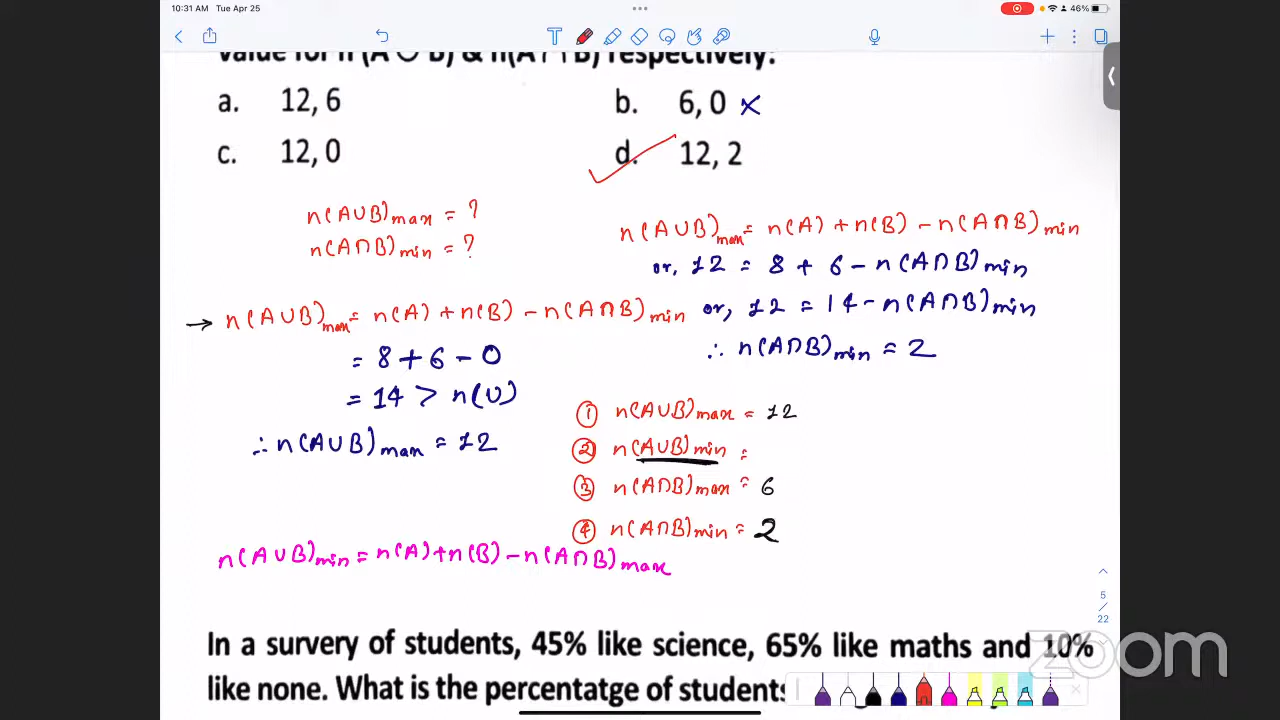 10:31 AM Tue Apr 25
46%
value for n (A ∪ B) & n(A ∩ B) respectively:
a. 12, 6
b. 6, 0 ×
c. 12, 0
d. 12, 2
n(A∪B)max = ?
n(A∩B)min = ?
n(A∪B)max = n(A) + n(B) - n(A∩B)min
or, 12 = 8 + 6 - n(A∩B)min
or, 12 = 14 - n(A∩B)min
∴ n(A∩B)min = 2
→ n(A∪B)max = n(A) + n(B) - n(A∩B)min
= 8 + 6 - 0
= 14 > n(U)
∴ n(A∪B)max = 12
① n(A∪B)max = 12
② n(A∪B)min =
③ n(A∩B)max = 6
④ n(A∩B)min = 2
n(A∪B)min = n(A) + n(B) - n(A∩B)max
5
/
22
In a survery of students, 45% like science, 65% like maths and 10%
like none. What is the percentatge of students
zoom